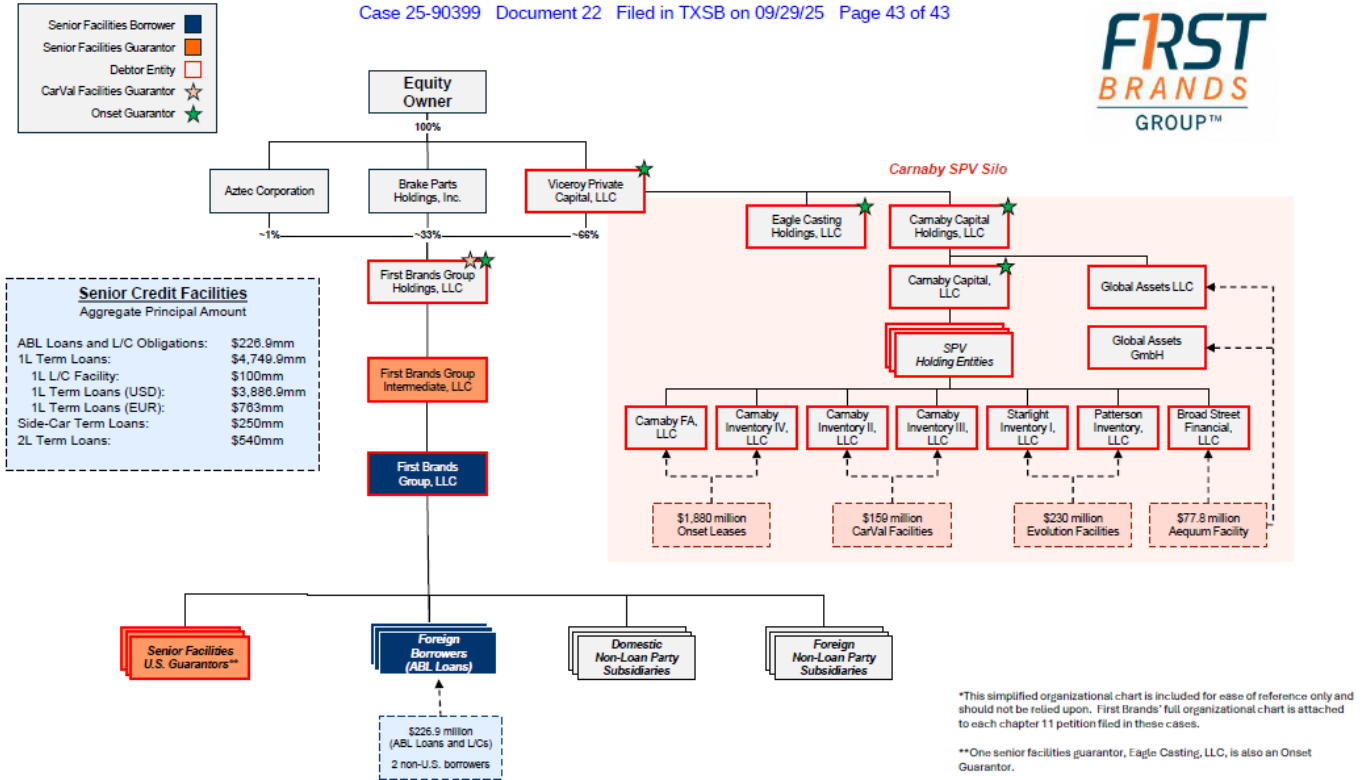 Case 25-90399 Document 22 Filed in TXSB on 09/29/25 Page 43 of 43
Senior Facilities Borrower
Senior Facilities Guarantor
Debtor Entity
CarVal Facilities Guarantor
Onset Guarantor
F1RST
BRANDS
GROUP™
Equity
Owner
100%
Aztec Corporation
Brake Parts
Holdings, Inc.
Viceroy Private
Capital, LLC
~1%
~33%
~66%
Carnaby SPV Silo
Eagle Casting
Holdings, LLC
Carnaby Capital
Holdings, LLC
First Brands Group
Holdings, LLC
Carnaby Capital,
LLC
Global Assets LLC
SPV
Holding Entities
Global Assets
GmbH
Senior Credit Facilities
Aggregate Principal Amount
ABL Loans and L/C Obligations: $226.9mm
1L Term Loans: $4,749.9mm
1L L/C Facility: $100mm
1L Term Loans (USD): $3,886.9mm
1L Term Loans (EUR): $763mm
Side-Car Term Loans: $250mm
2L Term Loans: $540mm
First Brands Group
Intermediate, LLC
First Brands
Group, LLC
Carnaby FA,
LLC
Carnaby
Inventory IV,
LLC
Carnaby
Inventory II,
LLC
Carnaby
Inventory III,
LLC
Starlight
Inventory I,
LLC
Patterson
Inventory,
LLC
Broad Street
Financial,
LLC
$1,880 million
Onset Leases
$159 million
CarVal Facilities
$230 million
Evolution Facilities
$77.8 million
Aequum Facility
Senior Facilities
U.S. Guarantors**
Foreign
Borrowers
(ABL Loans)
Domestic
Non-Loan Party
Subsidiaries
Foreign
Non-Loan Party
Subsidiaries
$226.9 million
(ABL Loans and L/Cs)
2 non-U.S. borrowers
*This simplified organizational chart is included for ease of reference only and
should not be relied upon. First Brands' full organizational chart is attached
to each chapter 11 petition filed in these cases.
**One senior facilities guarantor, Eagle Casting, LLC, is also an Onset
Guarantor.